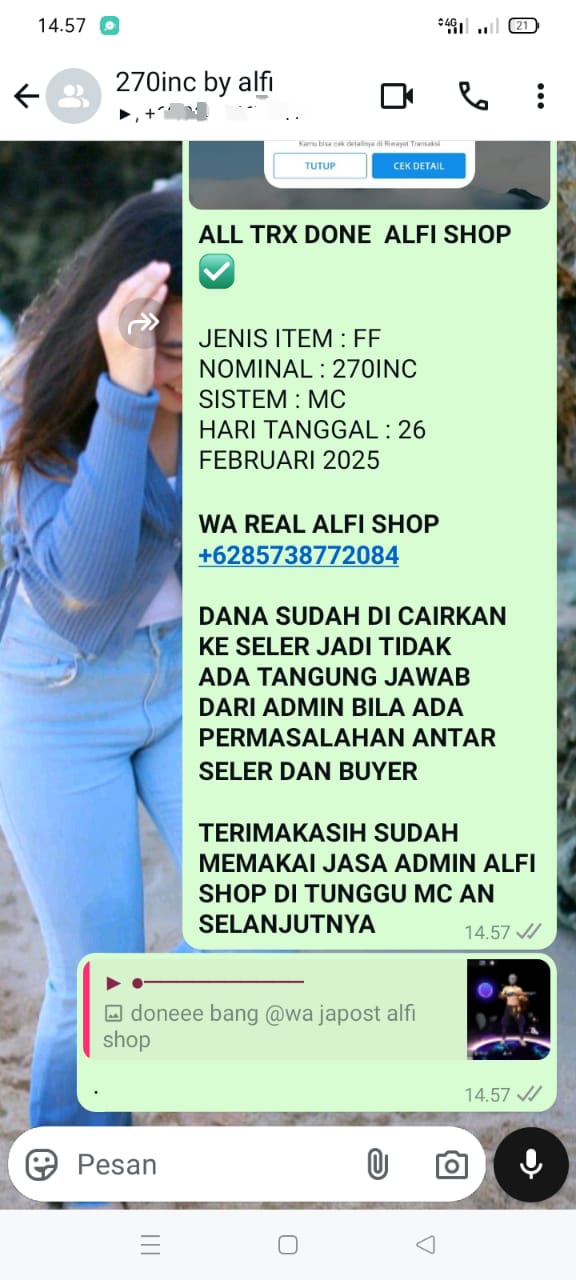 14.57
4G
21
270inc by alfi
Kamu bisa cek detailnya di Riwayat Transaksi
TUTUP
CEK DETAIL
ALL TRX DONE ALFI SHOP
✅
JENIS ITEM : FF
NOMINAL : 270INC
SISTEM : MC
HARI TANGGAL : 26
FEBRUARI 2025
WA REAL ALFI SHOP
+6285738772084
DANA SUDAH DI CAIRKAN
KE SELER JADI TIDAK
ADA TANGUNG JAWAB
DARI ADMIN BILA ADA
PERMASALAHAN ANTAR
SELER DAN BUYER
TERIMAKASIH SUDAH
MEMAKAI JASA ADMIN ALFI
SHOP DI TUNGGU MC AN
SELANJUTNYA
14.57
doneee bang @wa japost alfi
shop
.
14.57
Pesan